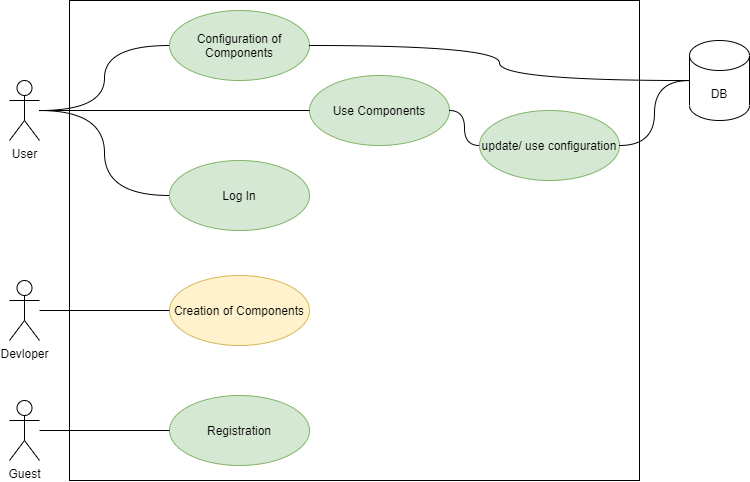 Configuration of
Components
DB
Use Components
User
update/ use configuration
Log In
Creation of Components
Devloper
Registration
Guest